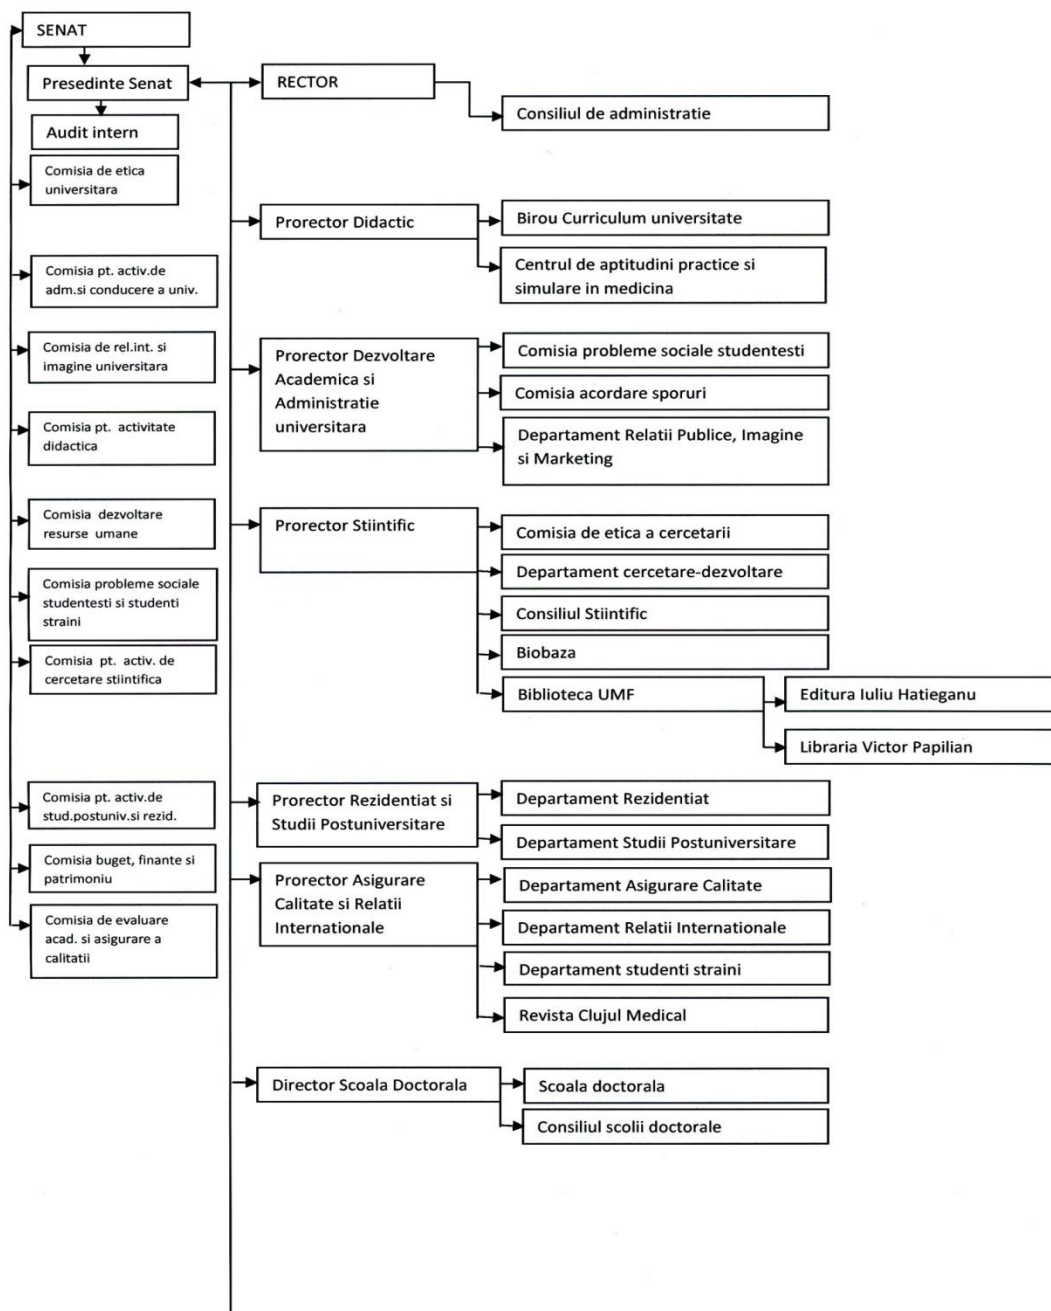 SENAT
Presedinte Senat
RECTOR
Consiliul de administratie
Audit intern
Comisia de etica
universitara
Comisia pt. activ.de
adm.si conducere a univ.
Comisia de rel.int. si
imagine universitara
Comisia pt. activitate
didactica
Comisia dezvoltare
resurse umane
Comisia probleme sociale
studentesti si studenti
straini
Comisia pt. activ. de
cercetare stiintifica
Comisia pt. activ.de
stud.postuniv.si rezid.
Comisia buget, finante si
patrimoniu
Comisia de evaluare
acad. si asigurare a
calitatii
Prorector Didactic
Birou Curriculum universitate
Centrul de aptitudini practice si
simulare in medicina
Prorector Dezvoltare
Academica si
Administratie
universitara
Comisia probleme sociale studentesti
Comisia acordare sporuri
Departament Relatii Publice, Imagine
si Marketing
Prorector Stiintific
Comisia de etica a cercetarii
Departament cercetare-dezvoltare
Consiliul Stiintific
Biobaza
Biblioteca UMF
Editura Iuliu Hatieganu
Libraria Victor Papilian
Prorector Rezidentiat si
Studii Postuniversitare
Departament Rezidentiat
Departament Studii Postuniversitare
Prorector Asigurare
Calitate si Relatii
Internationale
Departament Asigurare Calitate
Departament Relatii Internationale
Departament studenti straini
Revista Clujul Medical
Director Scoala Doctorala
Scoala doctorala
Consiliul scolii doctorale